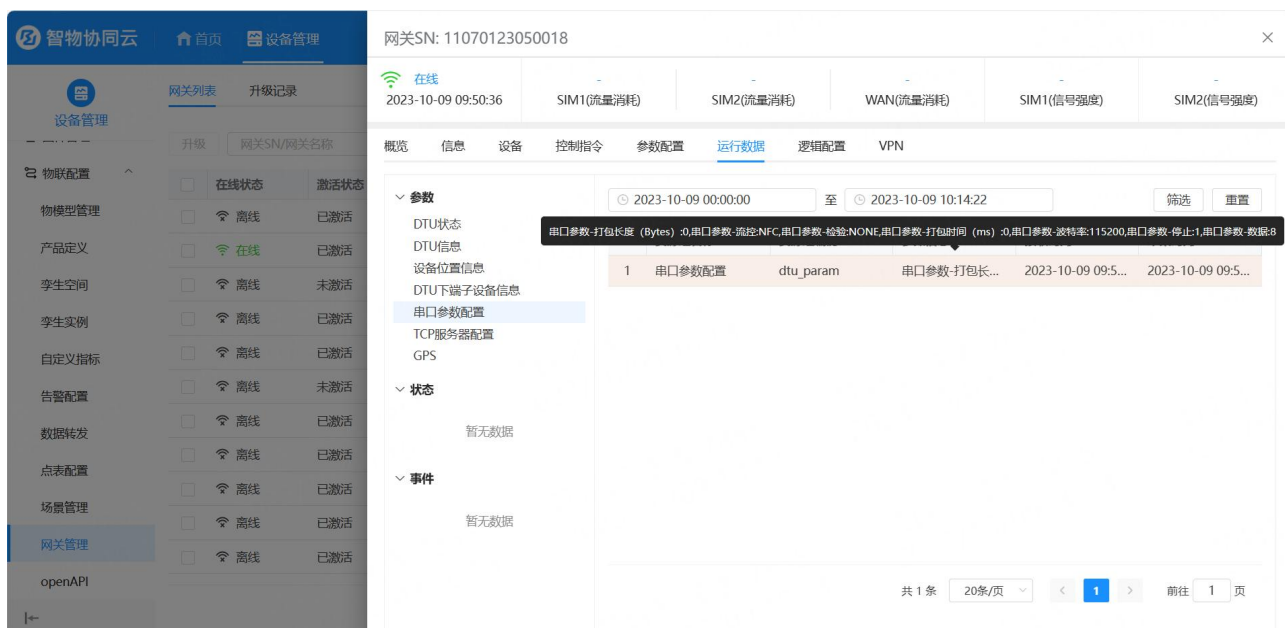 智物协同云
首页
设备管理
设备管理
物联配置
物模型管理
产品定义
孪生空间
孪生实例
自定义指标
告警配置
数据转发
点表配置
场景管理
网关管理
openAPI
网关列表 升级记录
升级 网关SN/网关名称
在线状态 激活状态
离线 已激活
在线 已激活
离线 未激活
离线 已激活
离线 已激活
离线 未激活
离线 已激活
离线 已激活
离线 已激活
离线 已激活
离线 已激活
网关SN: 11070123050018
在线
2023-10-09 09:50:36
- - - - -
SIM1(流量消耗) SIM2(流量消耗) WAN(流量消耗) SIM1(信号强度) SIM2(信号强度)
概览 信息 设备 控制指令 参数配置 运行数据 逻辑配置 VPN
参数
DTU状态
DTU信息
设备位置信息
DTU下端子设备信息
串口参数配置
TCP服务器配置
GPS
状态
暂无数据
事件
暂无数据
2023-10-09 00:00:00 至 2023-10-09 10:14:22 筛选 重置
串口参数-打包长度（Bytes）:0,串口参数-流控:NFC,串口参数-检验:NONE,串口参数-打包时间（ms）:0,串口参数-波特率:115200,串口参数-停止:1,串口参数-数据:8
1 串口参数配置 dtu_param 串口参数-打包长... 2023-10-09 09:5... 2023-10-09 09:5...
共 1 条 20条/页 1 前往 1 页